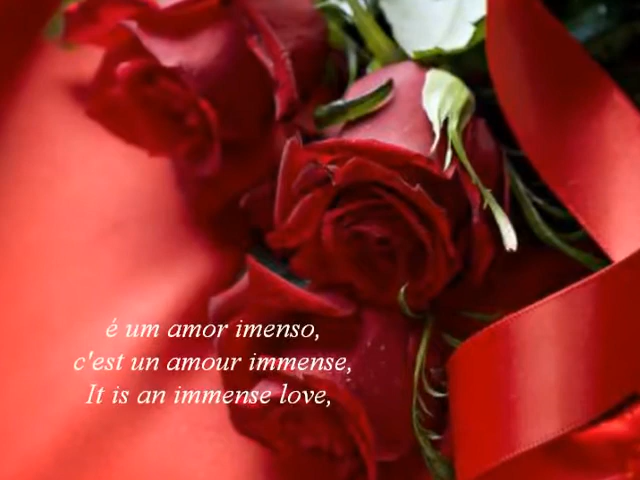 é um amor imenso,
c'est un amour immense,
It is an immense love,